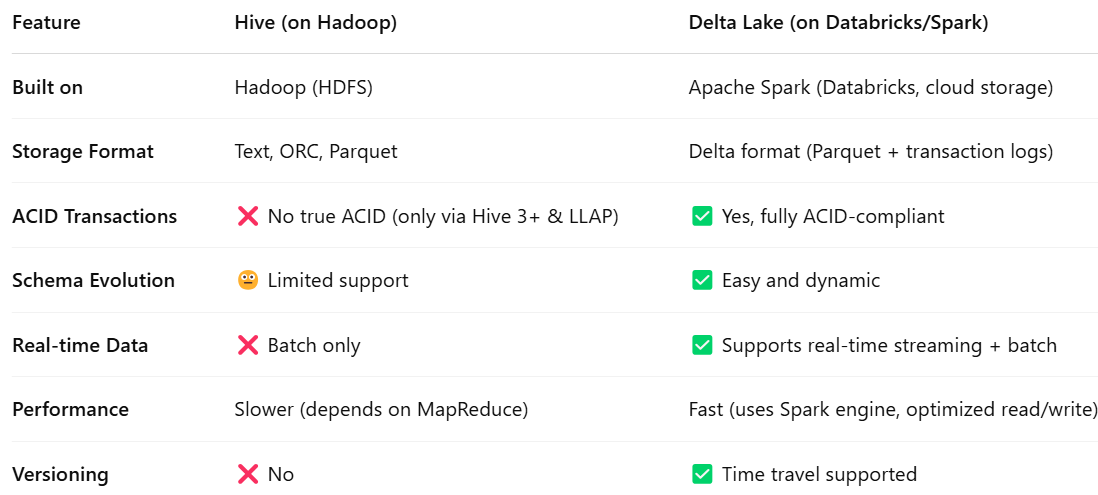 Feature Hive (on Hadoop) Delta Lake (on Databricks/Spark)
Built on Hadoop (HDFS) Apache Spark (Databricks, cloud storage)
Storage Format Text, ORC, Parquet Delta format (Parquet + transaction logs)
ACID Transactions ❌ No true ACID (only via Hive 3+ & LLAP) ✅ Yes, fully ACID-compliant
Schema Evolution 😐 Limited support ✅ Easy and dynamic
Real-time Data ❌ Batch only ✅ Supports real-time streaming + batch
Performance Slower (depends on MapReduce) Fast (uses Spark engine, optimized read/write)
Versioning ❌ No ✅ Time travel supported